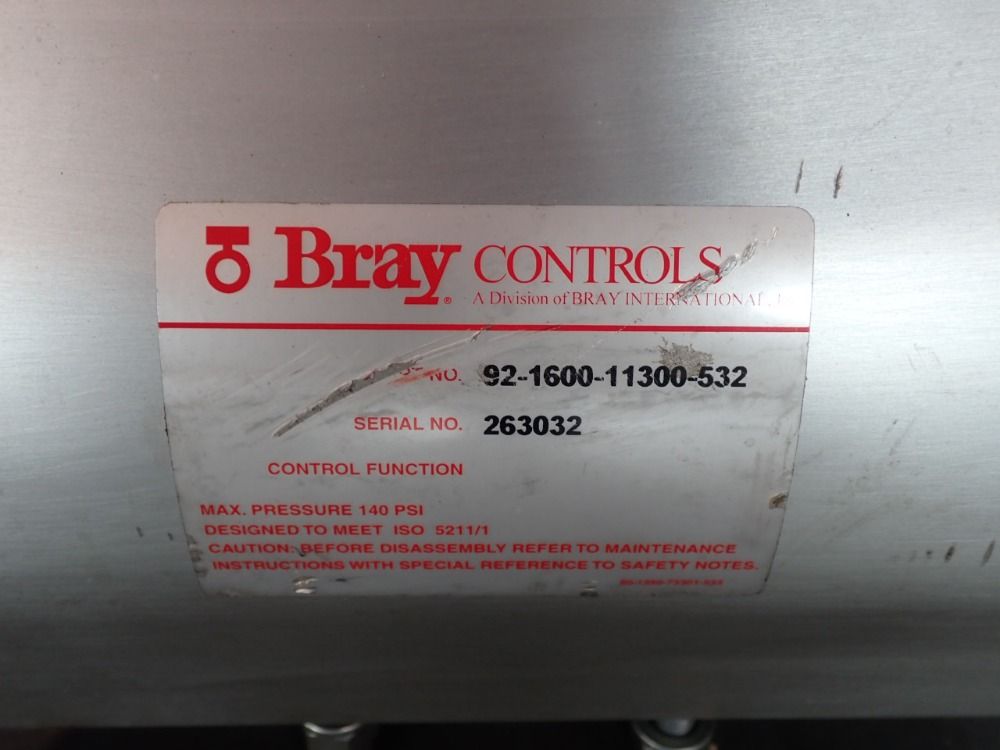 Bray CONTROLS
A Division of BRAY INTERNATIONAL,
NO. 92-1600-11300-532
SERIAL NO. 263032
CONTROL FUNCTION
MAX. PRESSURE 140 PSI
DESIGNED TO MEET ISO 5211/1
CAUTION: BEFORE DISASSEMBLY REFER TO MAINTENANCE
INSTRUCTIONS WITH SPECIAL REFERENCE TO SAFETY NOTES.